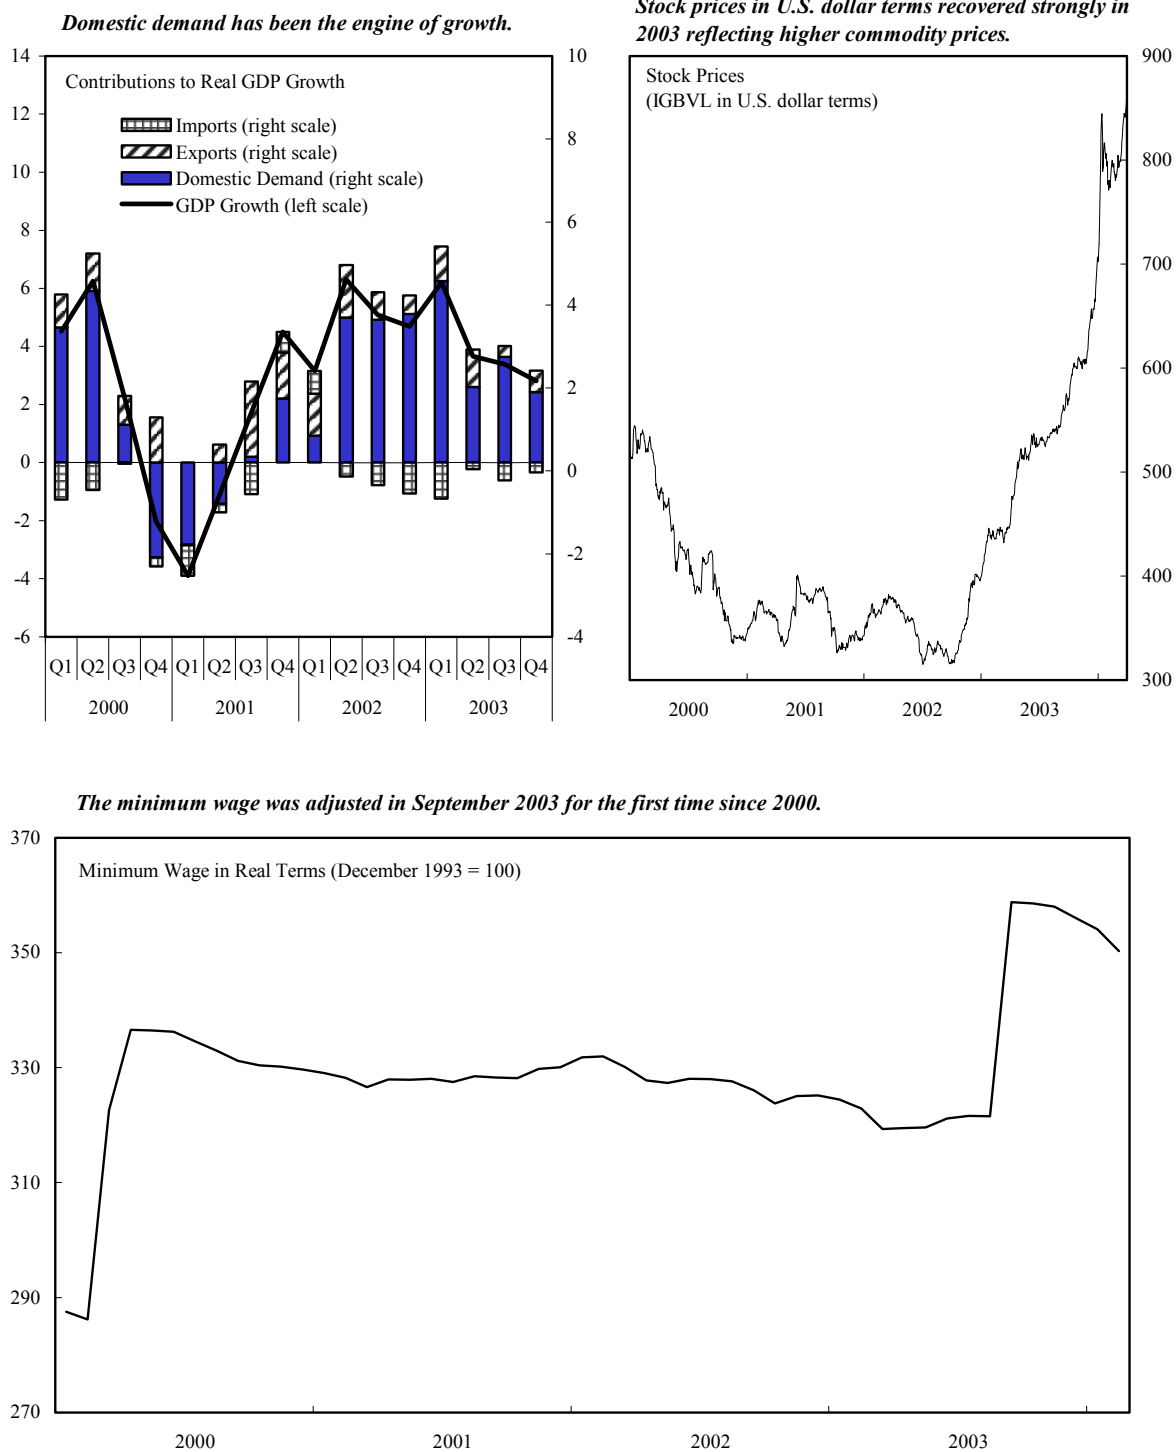 Domestic demand has been the engine of growth.
Stock prices in U.S. dollar terms recovered strongly in
2003 reflecting higher commodity prices.
14
12
10
8
6
4
2
0
-2
-4
-6
Contributions to Real GDP Growth
Imports (right scale)
Exports (right scale)
Domestic Demand (right scale)
GDP Growth (left scale)
10
8
6
4
2
0
-2
-4
Q1 Q2 Q3 Q4 Q1 Q2 Q3 Q4 Q1 Q2 Q3 Q4 Q1 Q2 Q3 Q4
2000 2001 2002 2003
Stock Prices
(IGBVL in U.S. dollar terms)
900
800
700
600
500
400
300
2000 2001 2002 2003
The minimum wage was adjusted in September 2003 for the first time since 2000.
370
350
330
310
290
270
Minimum Wage in Real Terms (December 1993 = 100)
2000 2001 2002 2003